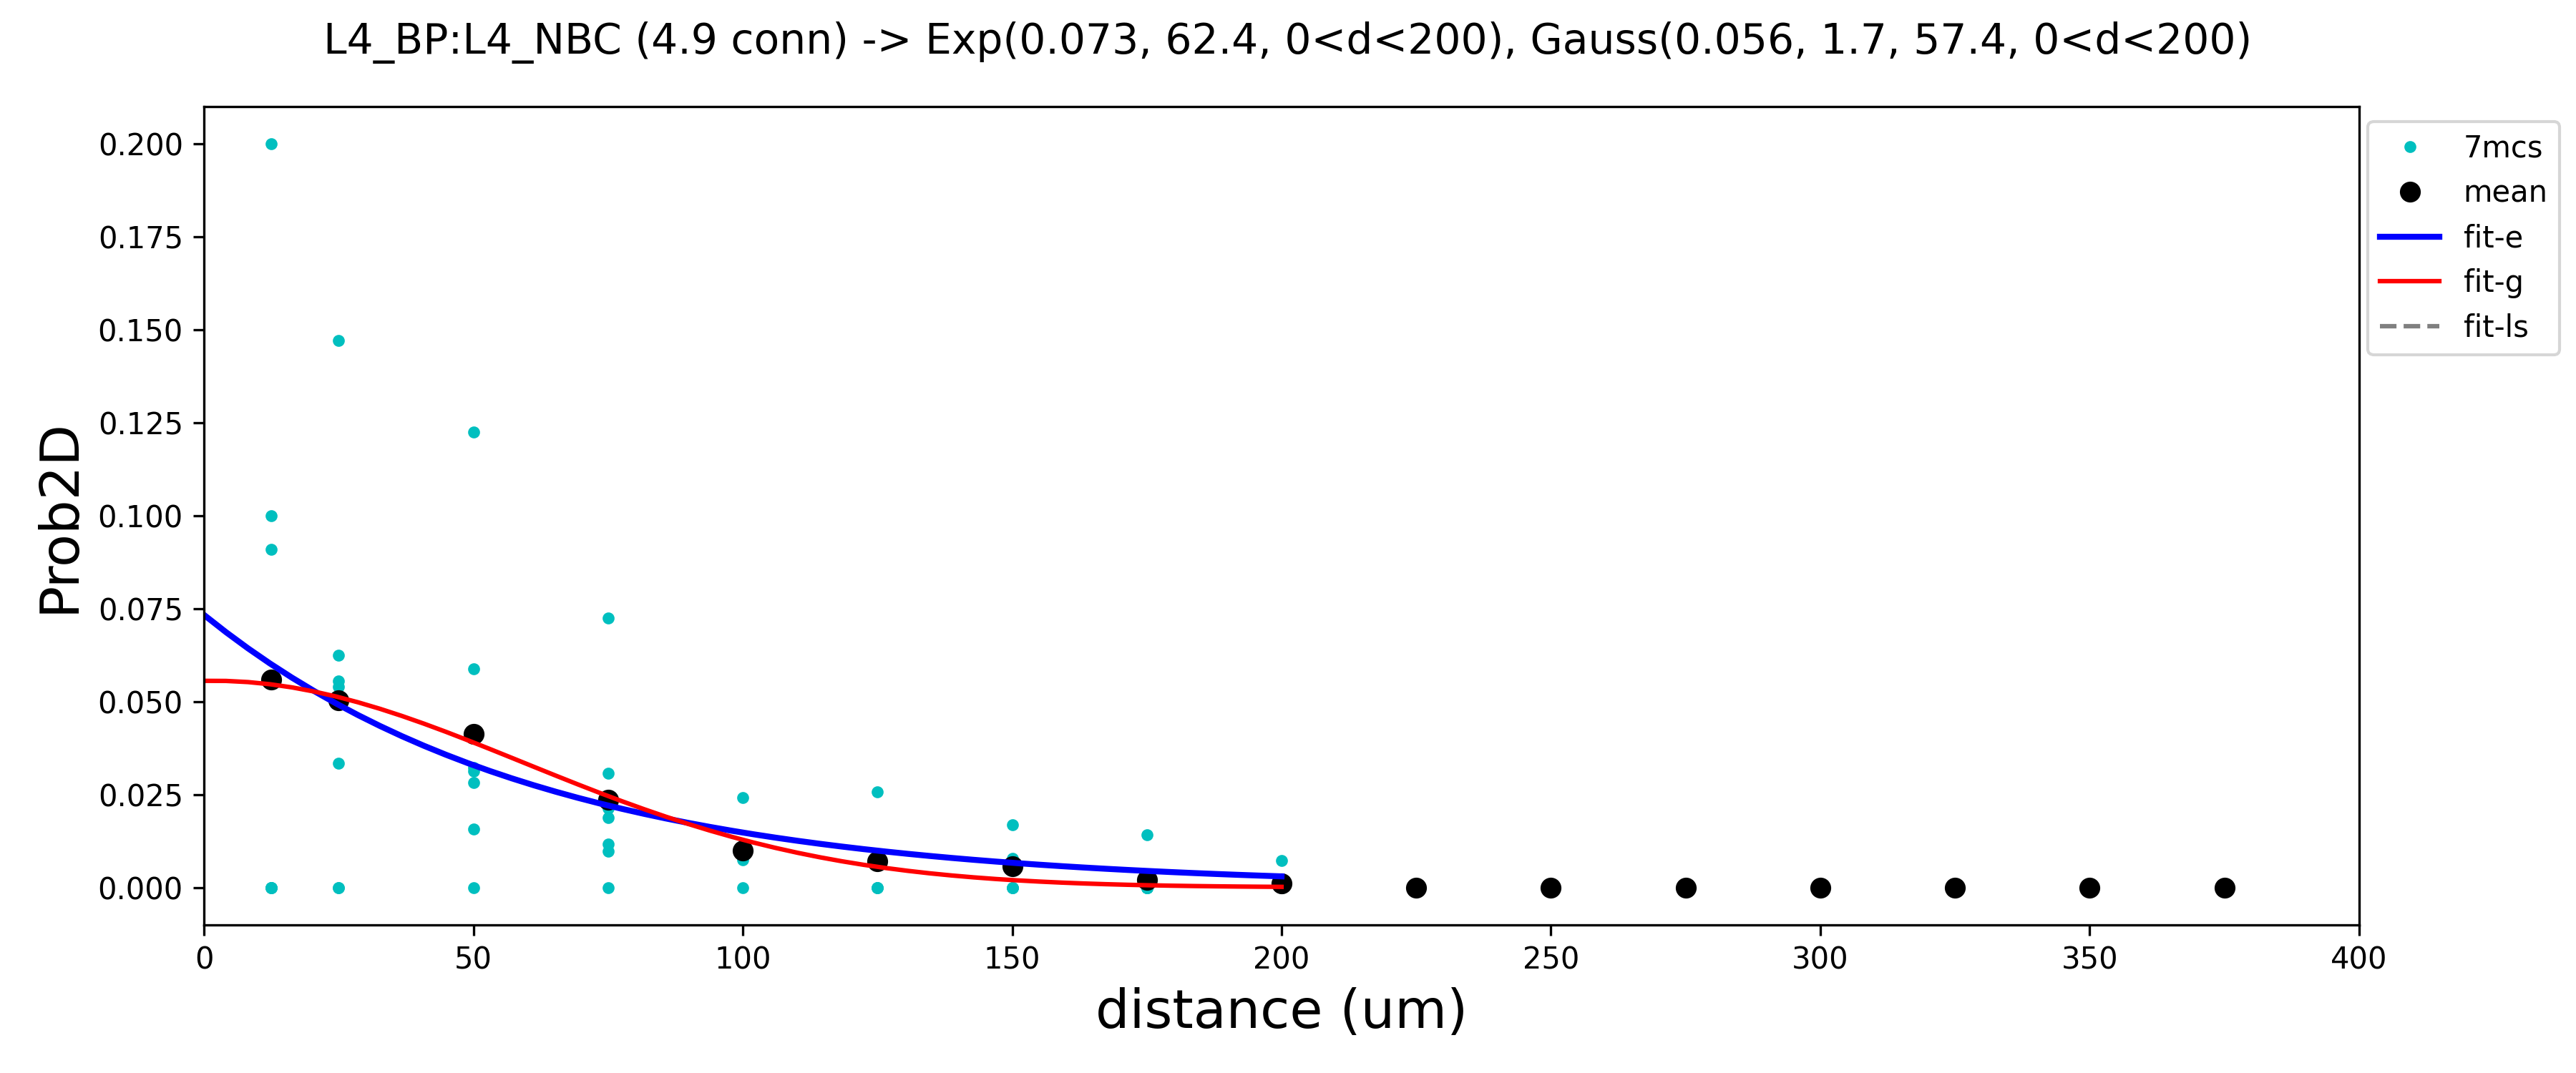 L4_BP:L4_NBC (4.9 conn) -> Exp(0.073, 62.4, 0<d<200), Gauss(0.056, 1.7, 57.4, 0<d<200)
0.200
0.175
0.150
0.125
0.100
0.075
0.050
0.025
0.000
Prob2D
0 50 100 150 200 250 300 350 400
distance (um)
7mcs
mean
fit-e
fit-g
fit-ls